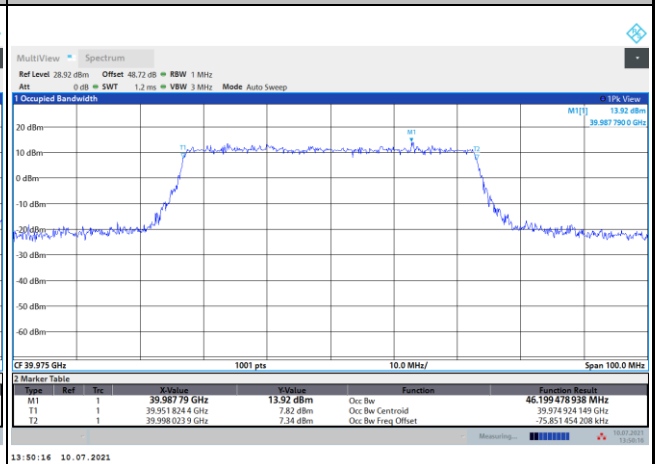 MultiView Spectrum
Ref Level 28.92 dBm Offset 48.72 dB RBW 1 MHz
Att 0 dB SWT 1.2 ms VBW 3 MHz Mode Auto Sweep
1 Occupied Bandwidth 1Pk View
M1[1] 13.92 dBm
39.987 790 0 GHz
20 dBm
M1
T1 T2
10 dBm
0 dBm
-10 dBm
-20 dBm
-30 dBm
-40 dBm
-50 dBm
-60 dBm
CF 39.975 GHz 1001 pts 10.0 MHz/ Span 100.0 MHz
2 Marker Table
Type Ref Trc X-Value Y-Value Function Function Result
M1 1 39.987 79 GHz 13.92 dBm Occ Bw 46.199 478 938 MHz
T1 1 39.951 824 4 GHz 7.82 dBm Occ Bw Centroid 39.974 924 149 GHz
T2 1 39.998 023 9 GHz 7.34 dBm Occ Bw Freq Offset -75.851 454 208 kHz
Measuring... 10.07.2021
13:50:16
13:50:16 10.07.2021